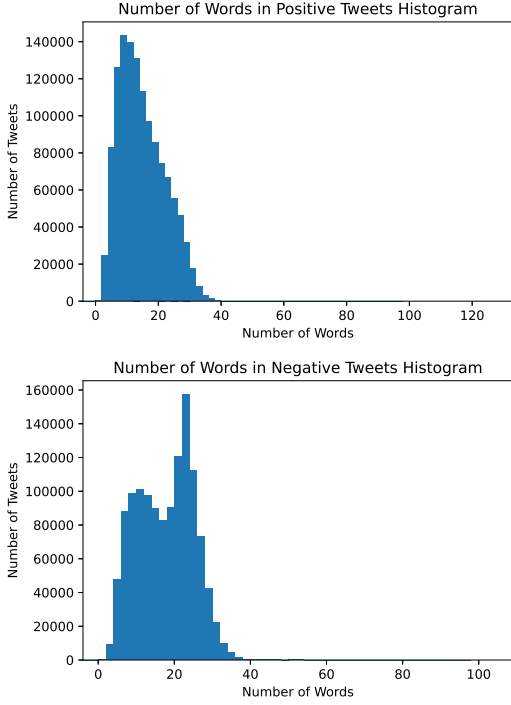 Number of Words in Positive Tweets Histogram
140000
120000
100000
80000
60000
40000
20000
0
Number of Tweets
0 20 40 60 80 100 120
Number of Words
Number of Words in Negative Tweets Histogram
160000
140000
120000
100000
80000
60000
40000
20000
0
Number of Tweets
0 20 40 60 80 100
Number of Words